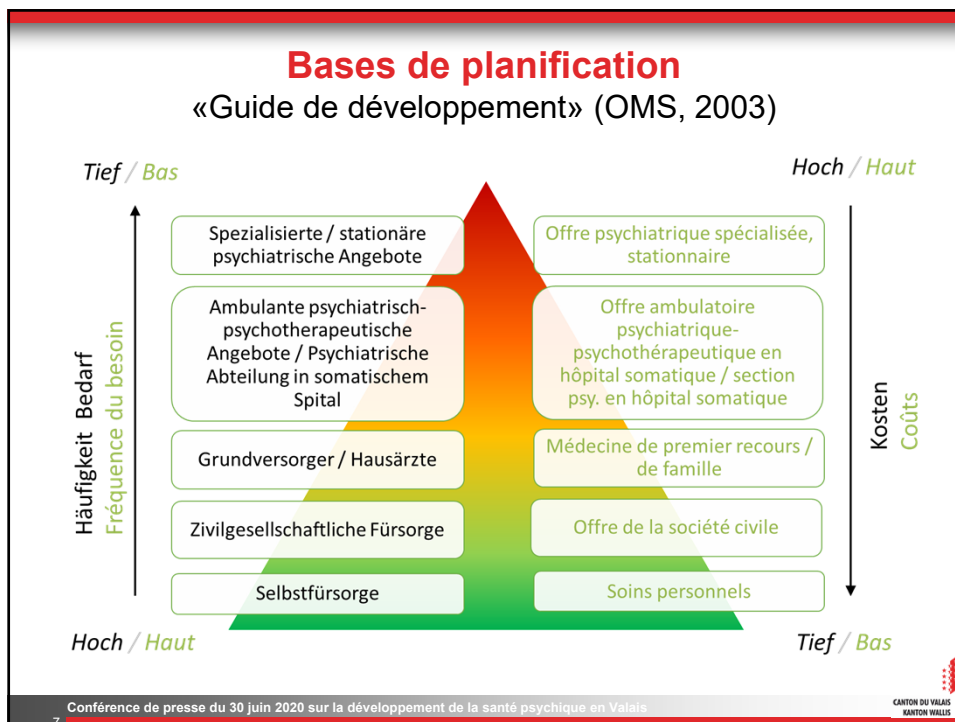 Bases de planification
«Guide de développement» (OMS, 2003)
Tief / Bas
Hoch / Haut
Häufigkeit Bedarf
Fréquence du besoin
Spezialisierte / stationäre
psychiatrische Angebote
Offre psychiatrique spécialisée,
stationnaire
Ambulante psychiatrisch-
psychotherapeutische
Angebote / Psychiatrische
Abteilung in somatischem
Spital
Offre ambulatoire
psychiatrique-
psychothérapeutique en
hôpital somatique / section
psy. en hôpital somatique
Grundversorger / Hausärzte
Médecine de premier recours /
de famille
Zivilgesellschaftliche Fürsorge
Offre de la société civile
Selbstfürsorge
Soins personnels
Kosten
Coûts
Hoch / Haut
Tief / Bas
Conférence de presse du 30 juin 2020 sur la développement de la santé psychique en Valais
7
CANTON DU VALAIS
KANTON WALLIS